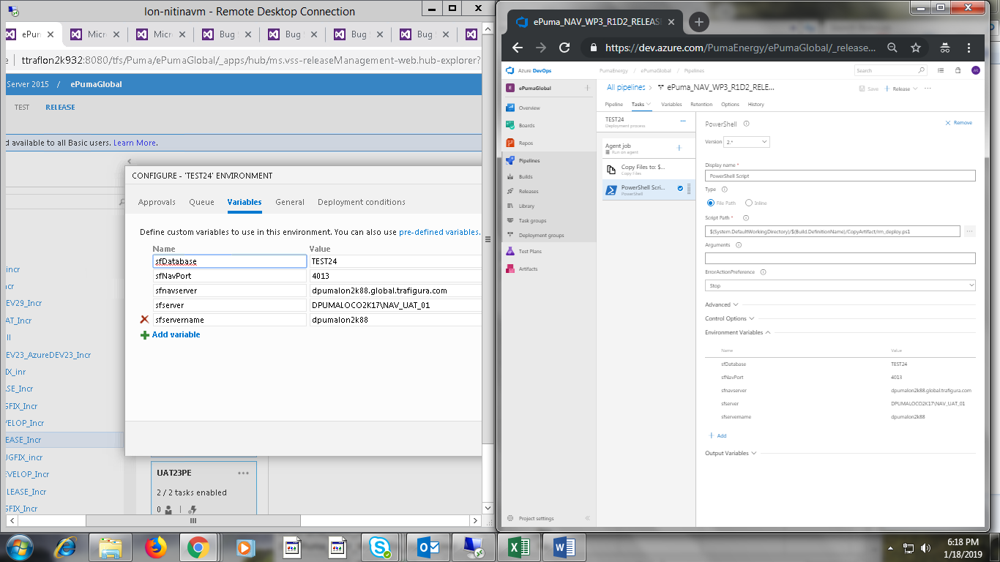 lon-nitinavm - Remote Desktop Connection
ePun
Micro
Micro
Bug
Bug
Bug
Bug
ttraflon2k932:8080/tfs/Puma/ePumaGlobal/_apps/hub/ms.vss-releaseManagement-web.hub-explorer?
Server 2015 / ePumaGlobal
TEST RELEASE
d available to all Basic users. Learn More.
CONFIGURE - 'TEST24' ENVIRONMENT
Approvals Queue Variables General Deployment conditions
Define custom variables to use in this environment. You can also use pre-defined variables.
Name Value
sfDatabase TEST24
sfNavPort 4013
sfnavserver dpumalon2k88.global.trafigura.com
sfserver DPUMALOCO2K17\NAV_UAT_01
sfservername dpumalon2k88
Add variable
incr
EV29_Incr
AT_Incr
ll
EV23_AzureDEV23_Incr
IX_inr
ASE_Incr
GFIX_Incr
VELOP_Incr
EASE_Incr
UGFIX_incr
EVELOP_Incr
LEASE_Incr
GFIX_Incr
UAT23PE
2 / 2 tasks enabled
0
ePuma_NAV_WP3_R1D2_RELEAS
https://dev.azure.com/PumaEnergy/ePumaGlobal/_release...
Azure DevOps
PumaEnergy / ePumaGlobal / Pipelines
Search
AR
E ePumaGlobal
Overview
Boards
Repos
Pipelines
Builds
Releases
Library
Task groups
Deployment groups
Test Plans
Artifacts
Project settings
All pipelines > ePuma_NAV_WP3_R1D2_RELE...
Save Release
Pipeline Tasks Variables Retention Options History
TEST24
Deployment process
Agent job
Run on agent
Copy Files to: $...
Copy Files
PowerShell Scri...
PowerShell
PowerShell
Remove
Version 2.*
Display name *
PowerShell Script
Type
File Path Inline
Script Path *
$(System.DefaultWorkingDirectory)/$(Build.DefinitionName)/CopyArtifact/rm_deploy.ps1
Arguments
ErrorActionPreference
Stop
Advanced
Control Options
Environment Variables
Name Value
sfDatabase TEST24
sfNavPort 4013
sfnavserver dpumalon2k88.global.trafigura.com
sfserver DPUMALOCO2K17\NAV_UAT_01
sfservername dpumalon2k88
Add
Output Variables
6:18 PM
1/18/2019